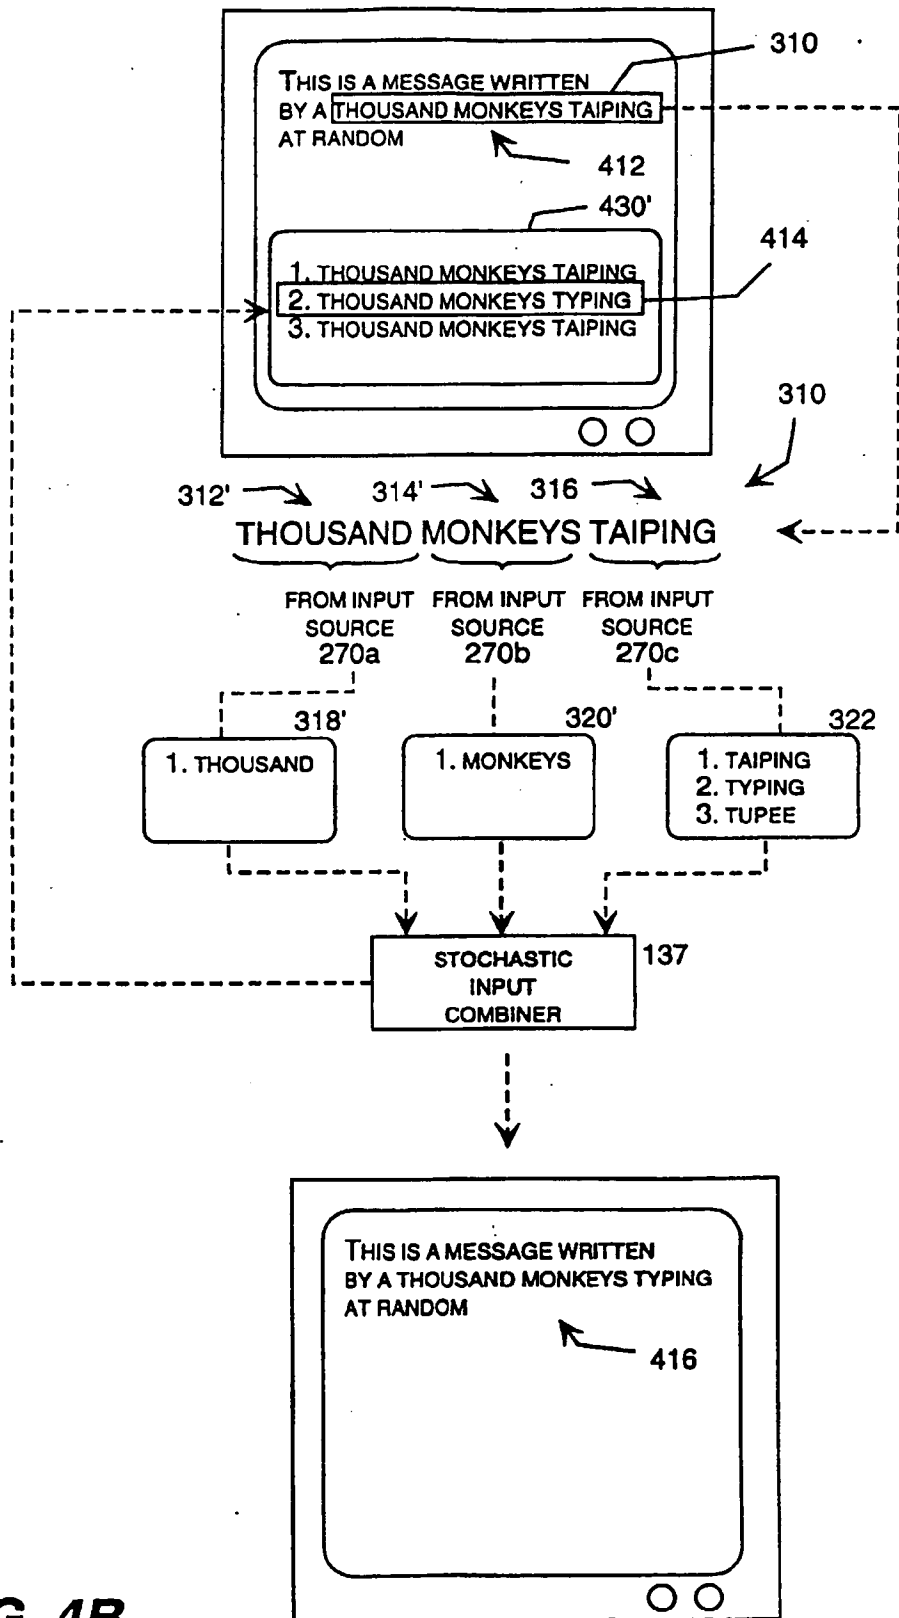 310
THIS IS A MESSAGE WRITTEN
BY A THOUSAND MONKEYS TAIPING
AT RANDOM
412
430'
414
1. THOUSAND MONKEYS TAIPING
2. THOUSAND MONKEYS TYPING
3. THOUSAND MONKEYS TAIPING
310
312' 314' 316
THOUSAND MONKEYS TAIPING
FROM INPUT FROM INPUT FROM INPUT
SOURCE SOURCE SOURCE
270a 270b 270c
318' 320' 322
1. THOUSAND
1. MONKEYS
1. TAIPING
2. TYPING
3. TUPEE
STOCHASTIC
INPUT
COMBINER
137
THIS IS A MESSAGE WRITTEN
BY A THOUSAND MONKEYS TYPING
AT RANDOM
416
4B